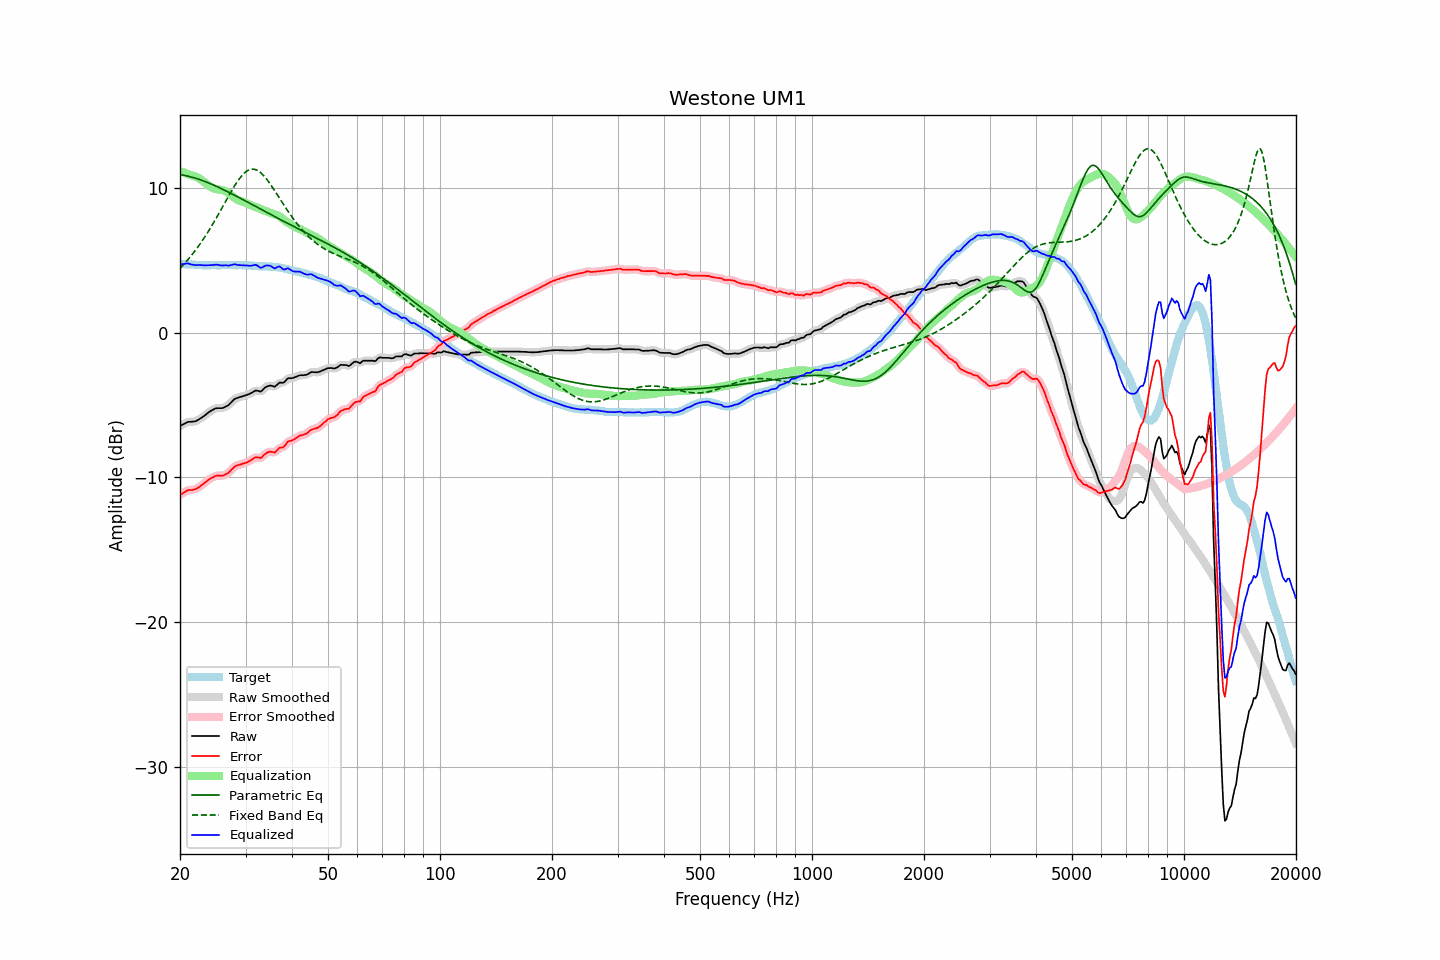 Westone UM1
Amplitude (dBr)
10
0
−10
−20
−30
Target
Raw Smoothed
Error Smoothed
Raw
Error
Equalization
Parametric Eq
Fixed Band Eq
Equalized
20 50 100 200 500 1000 2000 5000 10000 20000
Frequency (Hz)